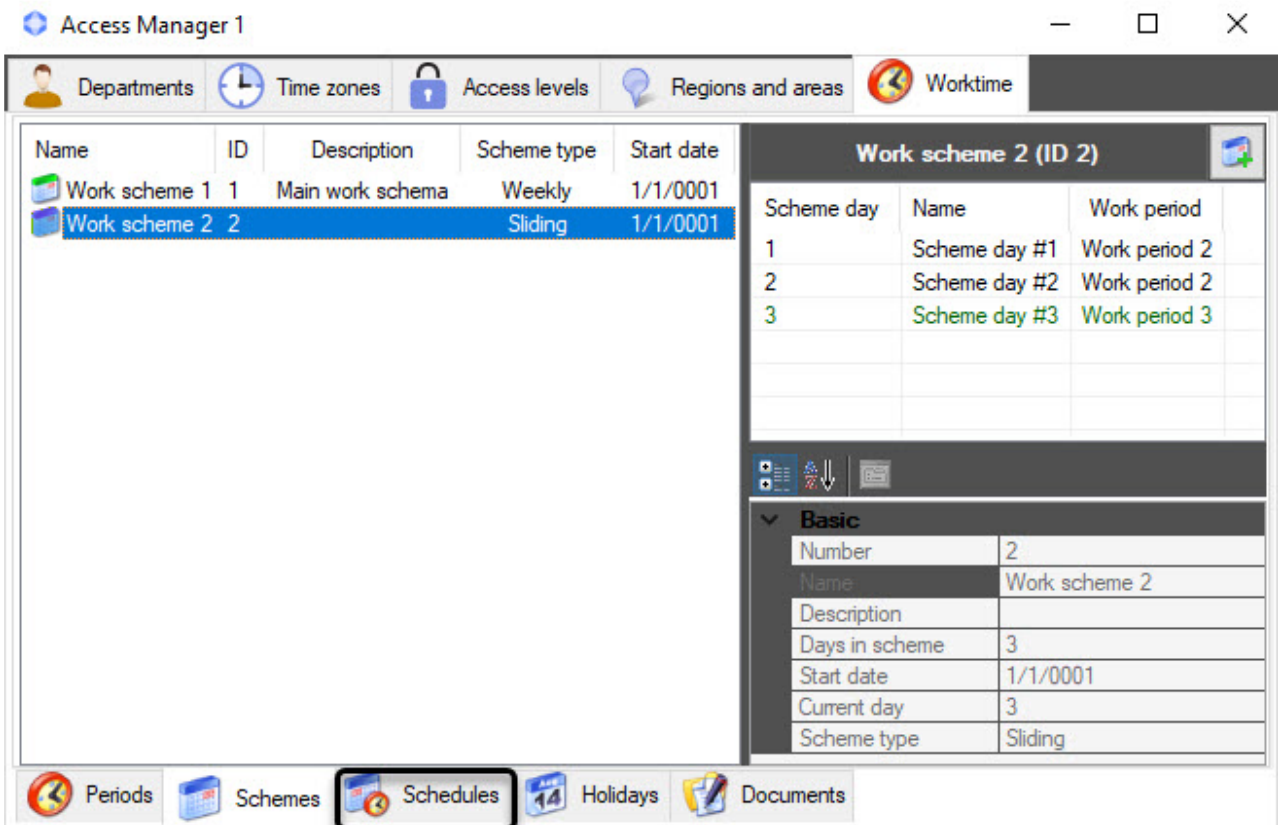 Access Manager 1
Departments Time zones Access levels Regions and areas Worktime
Name ID Description Scheme type Start date
Work scheme 1 1 Main work schema Weekly 1/1/0001
Work scheme 2 2 Sliding 1/1/0001
Work scheme 2 (ID 2)
Scheme day Name Work period
1 Scheme day #1 Work period 2
2 Scheme day #2 Work period 2
3 Scheme day #3 Work period 3
Basic
Number 2
Name Work scheme 2
Description
Days in scheme 3
Start date 1/1/0001
Current day 3
Scheme type Sliding
Periods Schemes Schedules 14 Holidays Documents